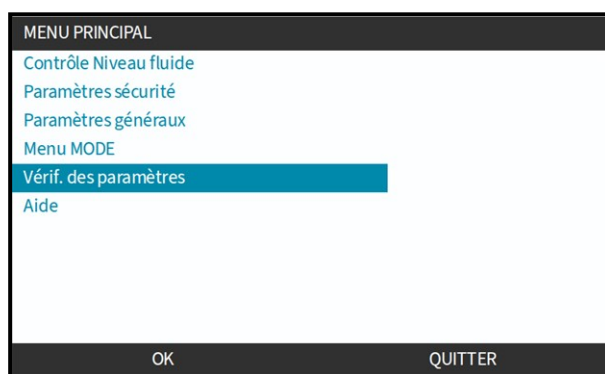 MENU PRINCIPAL
Contrôle Niveau fluide
Paramètres sécurité
Paramètres généraux
Menu MODE
Vérif. des paramètres
Aide
OK QUITTER